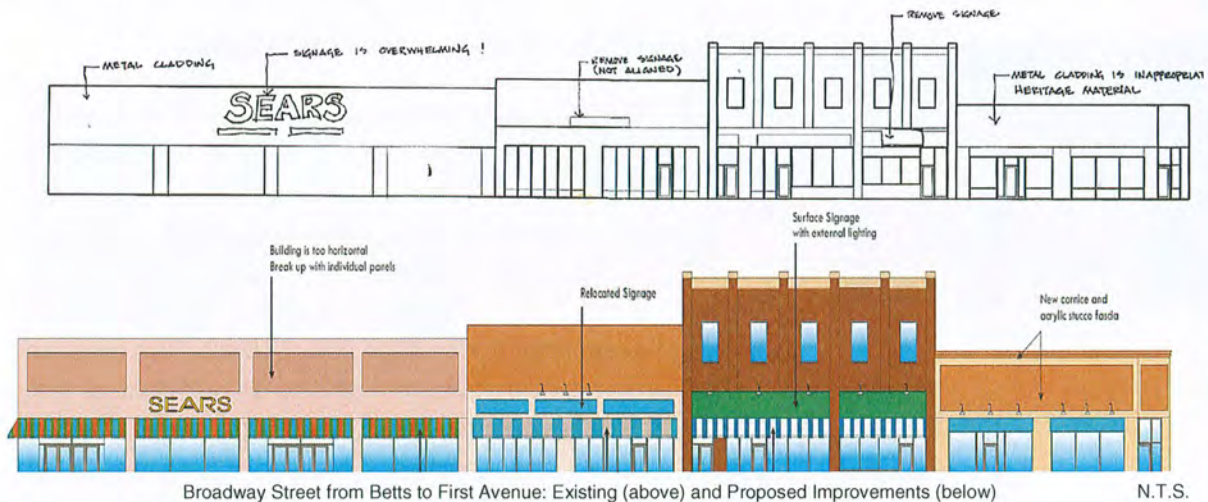 REMOVE SIGNAGE
METAL CLADDING
SIGNAGE IS OVERWHELMING !
REMOVE SIGNAGE
(NOT ALIGNED)
METAL CLADDING IS INAPPROPRIAT
HERITAGE MATERIAL
SEARS
Surface Signage
with external lighting
Building is too horizontal
Break up with individual panels
Relocated Signage
New cornice and
acrylic stucco fascia
SEARS
Broadway Street from Betts to First Avenue: Existing (above) and Proposed Improvements (below)
N.T.S.